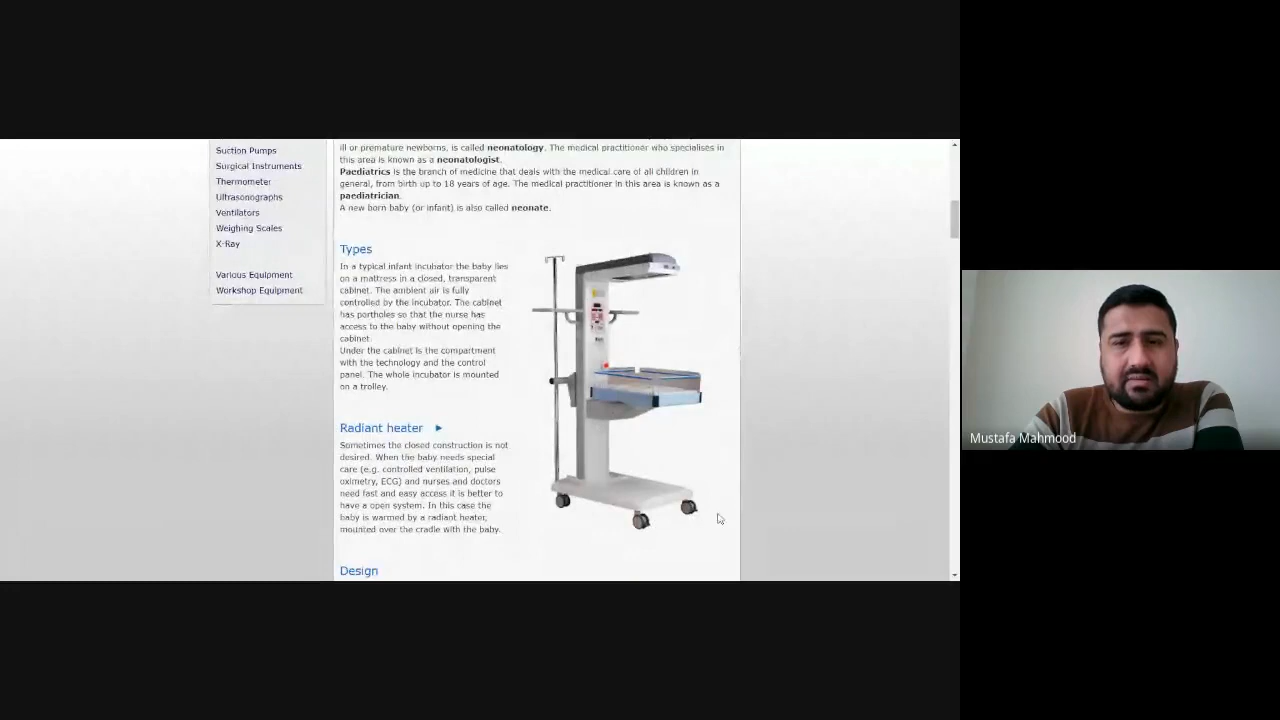 Suction Pumps
Surgical Instruments
Thermometer
Ultrasonographs
Ventilators
Weighing Scales
X-Ray
Various Equipment
Workshop Equipment
ill or premature newborns, is called neonatology. The medical practitioner who specialises in
this area is known as a neonatologist.
Paediatrics is the branch of medicine that deals with the medical care of all children in
general, from birth up to 18 years of age. The medical practitioner in this area is known as a
paediatrician.
A new born baby (or infant) is also called neonate.
Types
In a typical infant incubator the baby lies
on a mattress in a closed, transparent
cabinet. The ambient air is fully
controlled by the incubator. The cabinet
has portholes so that the nurse has
access to the baby without opening the
cabinet.
Under the cabinet is the compartment
with the technology and the control
panel. The whole incubator is mounted
on a trolley.
Radiant heater ►
Sometimes the closed construction is not
desired. When the baby needs special
care (e.g. controlled ventilation, pulse
oximetry, ECG) and nurses and doctors
need fast and easy access it is better to
have a open system. In this case the
baby is warmed by a radiant heater,
mounted over the cradle with the baby.
Design
Mustafa Mahmood